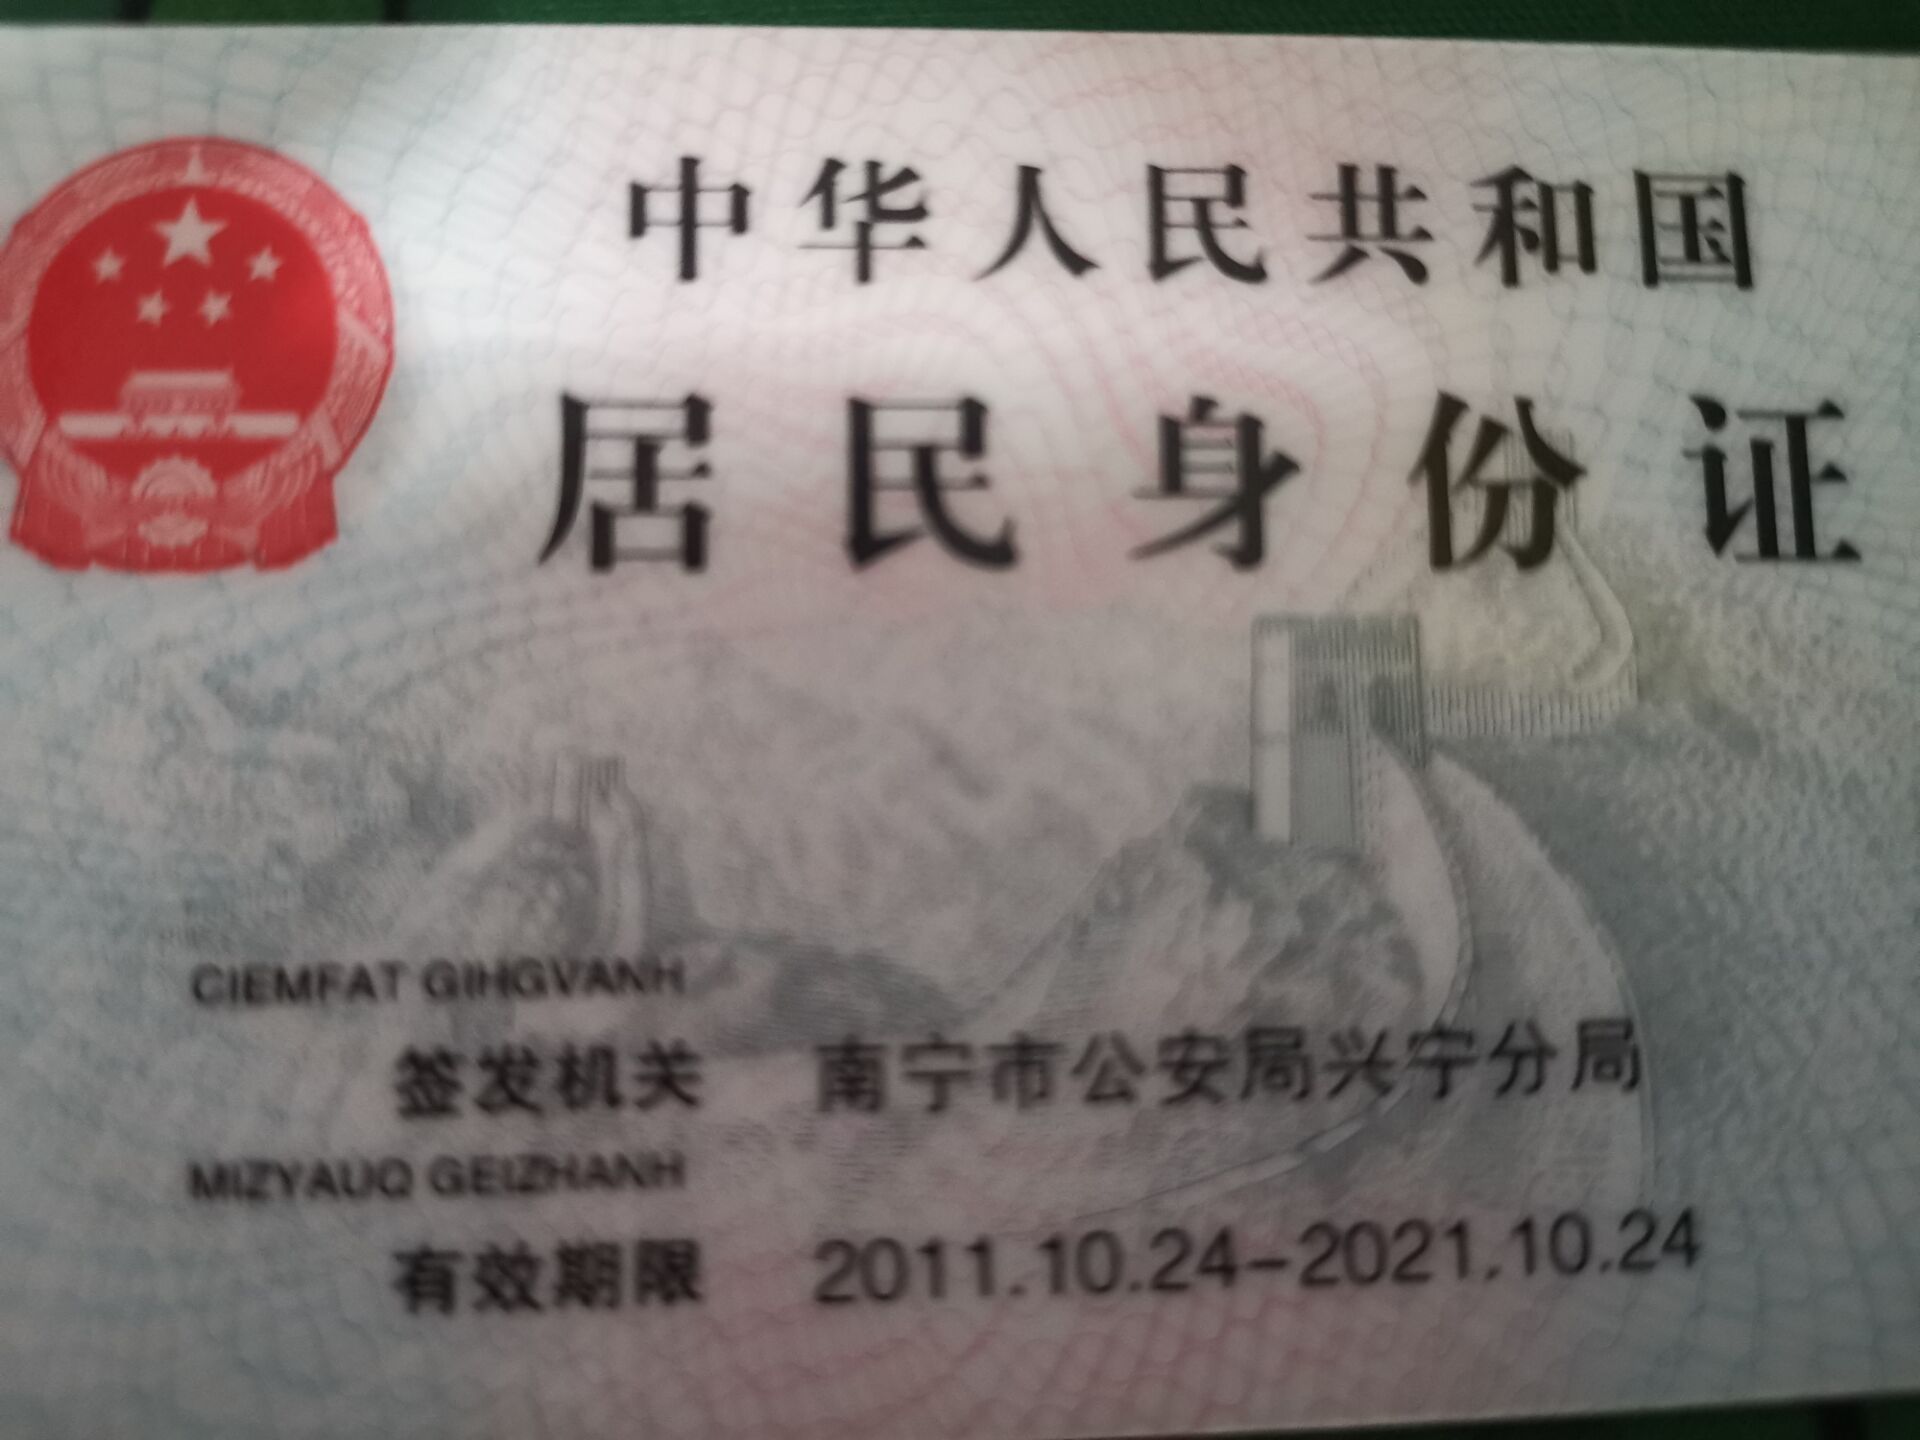 中华人民共和国
居民身份证
CIEMFAT GIHGVANH
签发机关 南宁市公安局兴宁分局
MIZYAUQ GEIZHANH
有效期限 2011.10.24-2021.10.24